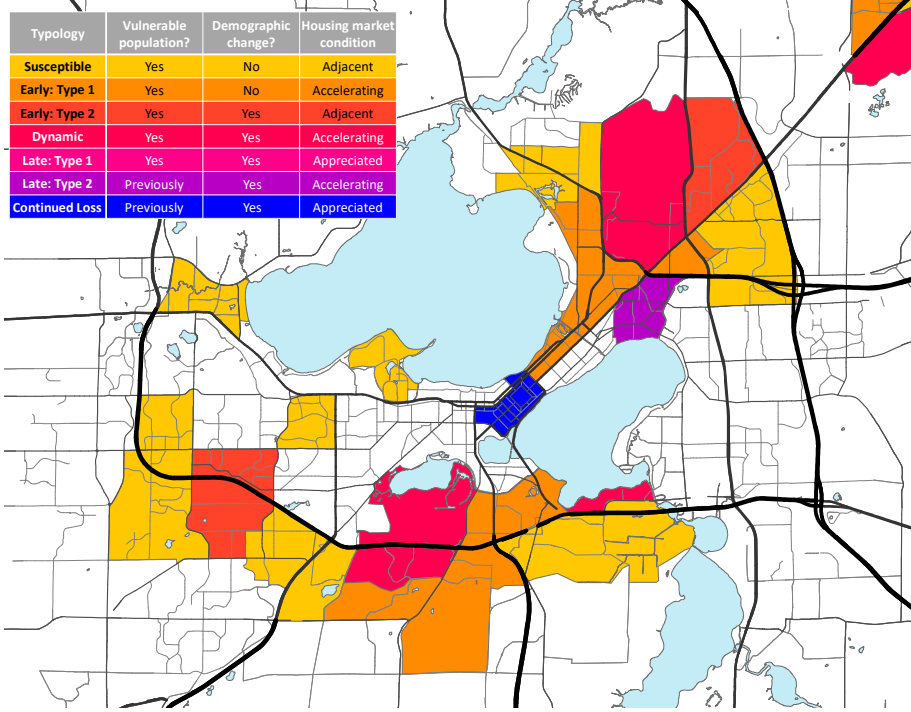 Typology Vulnerable population? Demographic change? Housing market condition
Susceptible Yes No Adjacent
Early: Type 1 Yes No Accelerating
Early: Type 2 Yes Yes Adjacent
Dynamic Yes Yes Accelerating
Late: Type 1 Yes Yes Appreciated
Late: Type 2 Previously Yes Accelerating
Continued Loss Previously Yes Appreciated